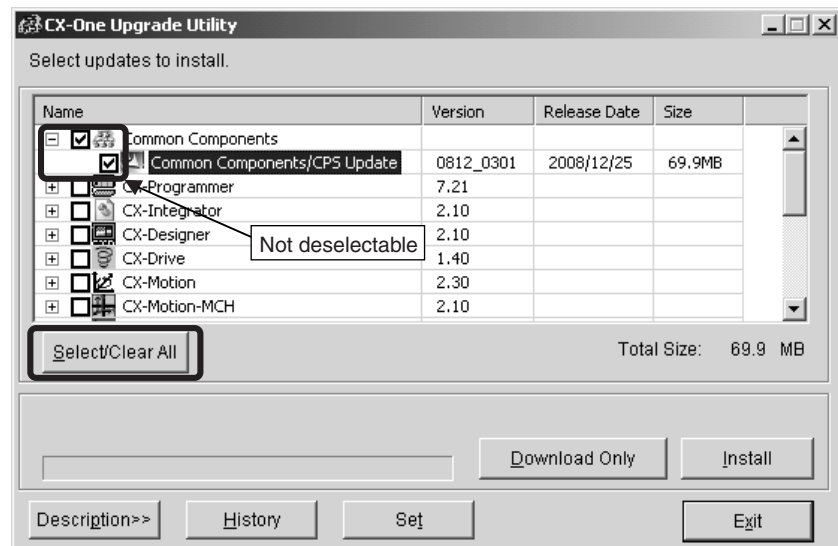 CX-One Upgrade Utility
Select updates to install.
Name Version Release Date Size
Common Components
Common Components/CPS Update 0812_0301 2008/12/25 69.9MB
CX-Programmer 7.21
CX-Integrator 2.10
CX-Designer 2.10
CX-Drive 1.40
CX-Motion 2.30
CX-Motion-MCH 2.10
Not deselectable
Select/Clear All
Total Size: 69.9 MB
Download Only
Install
Description>>
History
Set
Exit